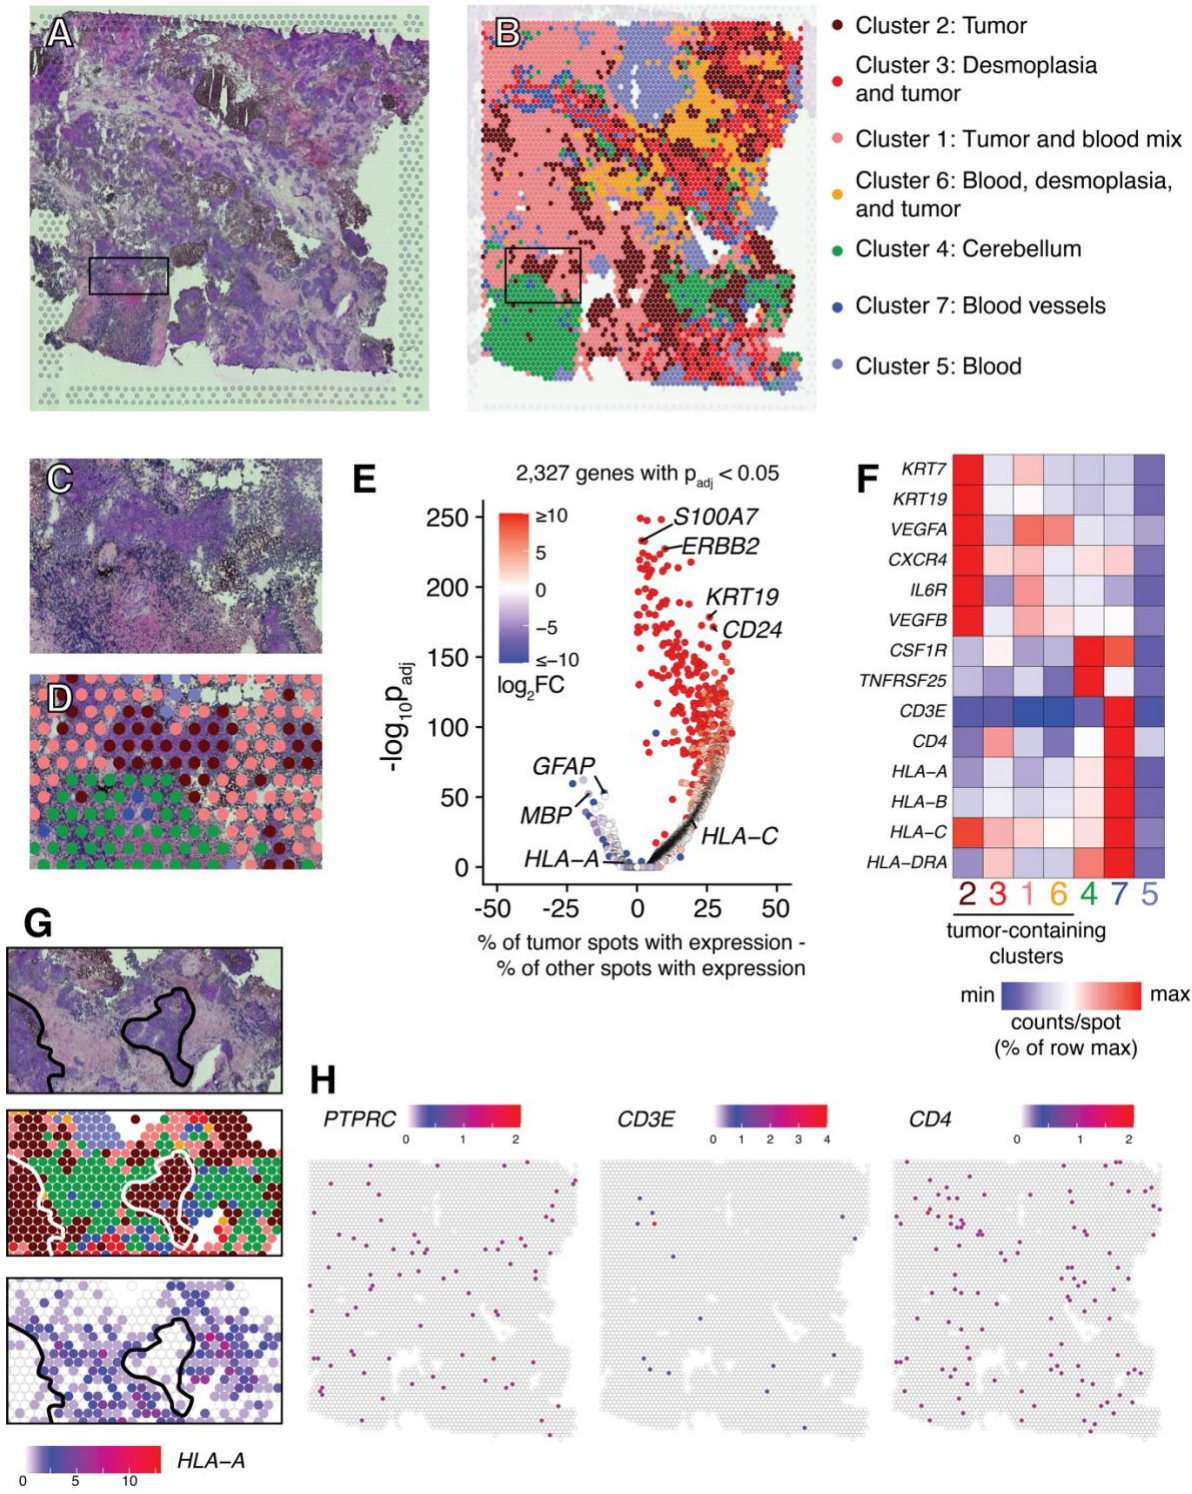 A
B
Cluster 2: Tumor
Cluster 3: Desmoplasia
and tumor
Cluster 1: Tumor and blood mix
Cluster 6: Blood, desmoplasia,
and tumor
Cluster 4: Cerebellum
Cluster 7: Blood vessels
Cluster 5: Blood
C
D
E
2,327 genes with padj < 0.05
250
200
150
100
50
0
-log10padj
≥10
5
0
−5
≤−10
log2FC
S100A7
ERBB2
KRT19
CD24
GFAP
MBP
HLA−A
HLA−C
-50 -25 0 25 50
% of tumor spots with expression -
% of other spots with expression
F
KRT7
KRT19
VEGFA
CXCR4
IL6R
VEGFB
CSF1R
TNFRSF25
CD3E
CD4
HLA−A
HLA−B
HLA−C
HLA−DRA
2 3 1 6 4 7 5
tumor-containing
clusters
min max
counts/spot
(% of row max)
G
0 5 10
HLA−A
H
PTPRC
0 1 2
CD3E
0 1 2 3 4
CD4
0 1 2